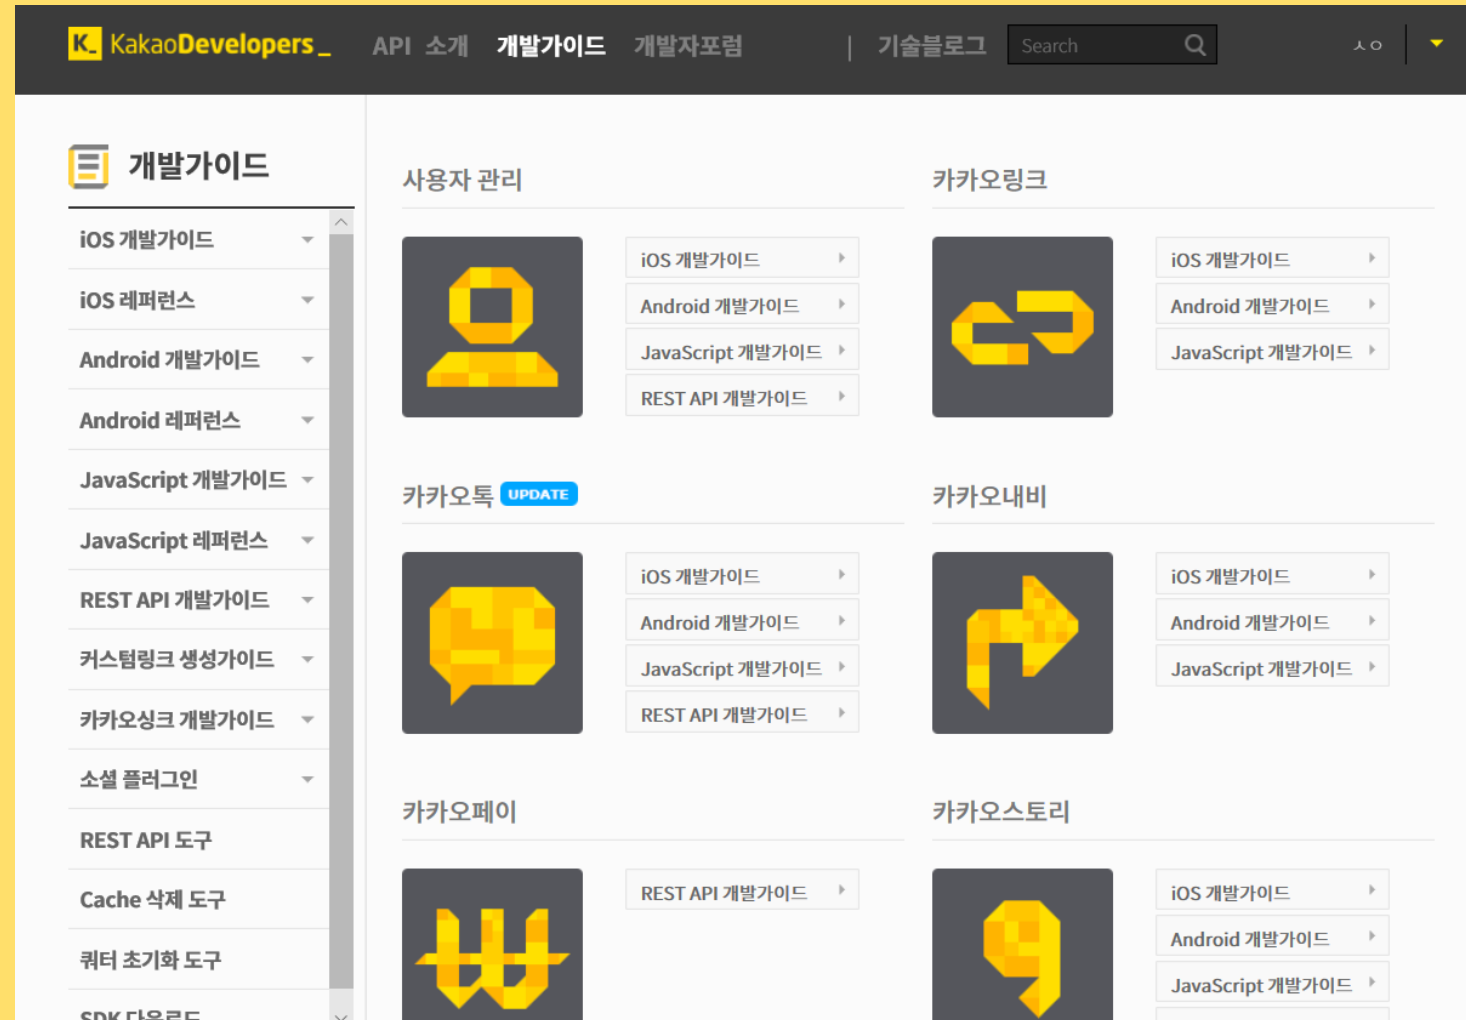 K_ KakaoDevelopers_ API 소개 개발가이드 개발자포럼 | 기술블로그 Search ㅅㅇ
개발가이드
iOS 개발가이드
iOS 레퍼런스
Android 개발가이드
Android 레퍼런스
JavaScript 개발가이드
JavaScript 레퍼런스
REST API 개발가이드
커스텀링크 생성가이드
카카오싱크 개발가이드
소셜 플러그인
REST API 도구
Cache 삭제 도구
쿼터 초기화 도구
SDK 다운로드
사용자 관리
iOS 개발가이드
Android 개발가이드
JavaScript 개발가이드
REST API 개발가이드
카카오링크
iOS 개발가이드
Android 개발가이드
JavaScript 개발가이드
카카오톡 UPDATE
iOS 개발가이드
Android 개발가이드
JavaScript 개발가이드
REST API 개발가이드
카카오내비
iOS 개발가이드
Android 개발가이드
JavaScript 개발가이드
카카오페이
REST API 개발가이드
카카오스토리
iOS 개발가이드
Android 개발가이드
JavaScript 개발가이드